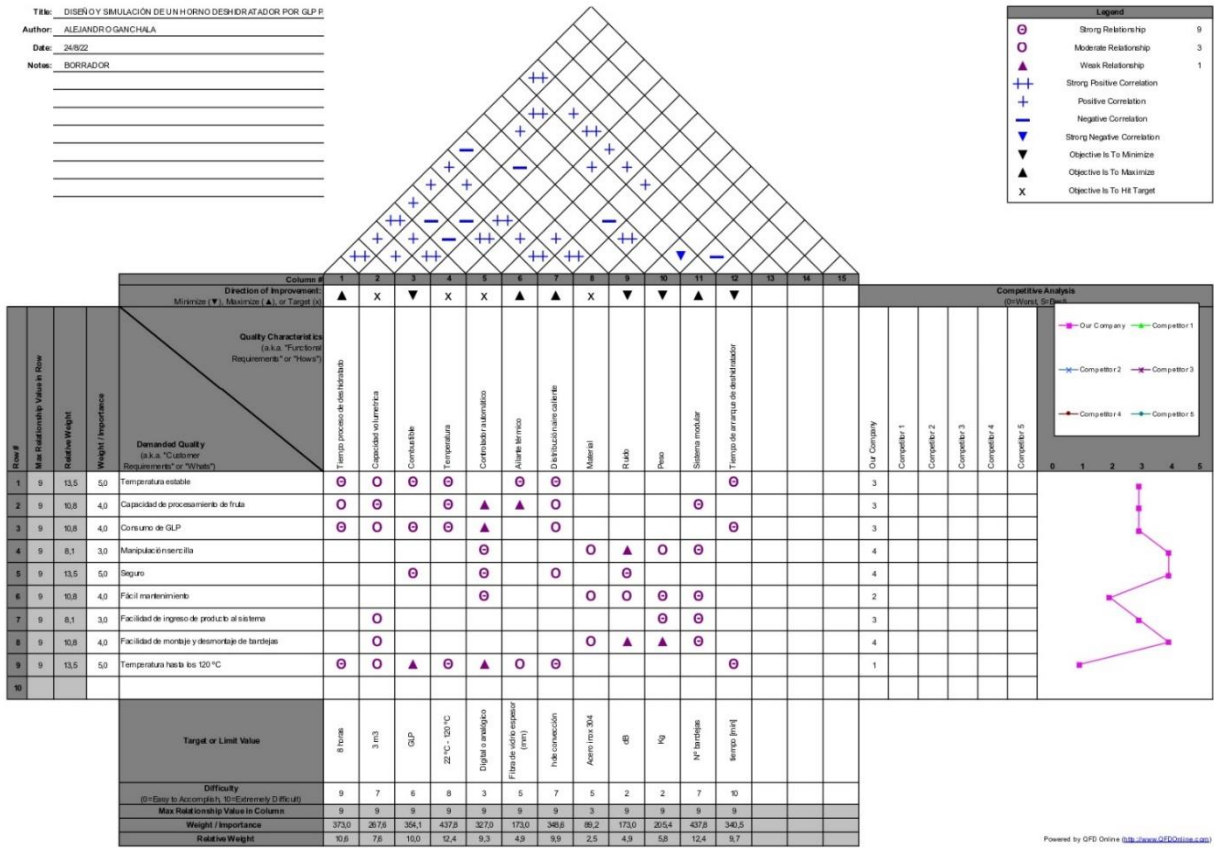 Title: DISEÑO Y SIMULACIÓN DE UN HORNO DESHIDRATADOR POR GLP P
Author: ALEJANDRO GANCHALA
Date: 24/8/22
Notes: BORRADOR
Legend
Θ Strong Relationship 9
Ο Moderate Relationship 3
▲ Weak Relationship 1
++ Strong Positive Correlation
+ Positive Correlation
− Negative Correlation
▼ Strong Negative Correlation
▼ Objective Is To Minimize
▲ Objective Is To Maximize
x Objective Is To Hit Target
Column # 1 2 3 4 5 6 7 8 9 10 11 12 13 14 15
Direction of Improvement:
Minimize (▼), Maximize (▲), or Target (x)
▲ x ▼ x x ▲ ▲ x ▼ ▼ ▲ ▼
Competitive Analysis
(0=Worst, 5=Best)
Row #
Max Relationship Value in Row
Relative Weight
Weight / Importance
Quality Characteristics
(a.k.a. "Functional
Requirements" or "Hows")
Demanded Quality
(a.k.a. "Customer
Requirements" or "Whats")
Tiempo proceso de deshidratado
Capacidad volumetrica
Combustible
Temperatura
Controlador automático
Ailante térmico
Distribución aire caliente
Material
Ruido
Peso
Sistema modular
Tiempo de arranque de deshidratador
Our Company
Competitor 1
Competitor 2
Competitor 3
Competitor 4
Competitor 5
Our Company Competitor 1
Competitor 2 Competitor 3
Competitor 4 Competitor 5
0 1 2 3 4 5
1 9 13,5 5,0 Temperatura estable Θ Ο Θ Θ Θ Θ Θ 3
2 9 10,8 4,0 Capacidad de procesamiento de fruta Ο Θ Θ ▲ ▲ Ο Θ 3
3 9 10,8 4,0 Consumo de GLP Θ Ο Θ Θ ▲ Ο Θ 3
4 9 8,1 3,0 Manipulación sencilla Θ Ο ▲ Ο Θ 4
5 9 13,5 5,0 Seguro Θ Θ Ο Θ 4
6 9 10,8 4,0 Fácil mantenimiento Θ Ο Ο Θ Θ 2
7 9 8,1 3,0 Facilidad de ingreso de producto al sistema Ο Θ Θ 3
8 9 10,8 4,0 Facilidad de montaje y desmontaje de bandejas Ο Ο ▲ ▲ Θ 4
9 9 13,5 5,0 Temperatura hasta los 120 °C Θ Ο ▲ Θ ▲ Ο Θ Θ 1
10
Target or Limit Value
8 horas
3 m3
GLP
22 °C - 120 °C
Digital o analógico
Fibra de vidrio espesor
(mm)
h de convección
Acero Inox 304
dB
Kg
N° bandejas
tiempo [min]
Difficulty
(0=Easy to Accomplish, 10=Extremely Difficult)
9 7 6 8 3 5 7 5 2 2 7 10
Max Relationship Value in Column 9 9 9 9 9 9 9 3 9 9 9 9
Weight / Importance 373,0 267,6 354,1 437,8 327,0 173,0 348,6 89,2 173,0 205,4 437,8 340,5
Relative Weight 10,6 7,6 10,0 12,4 9,3 4,9 9,9 2,5 4,9 5,8 12,4 9,7
Powered by QFD Online (http://www.QFDOnline.com)